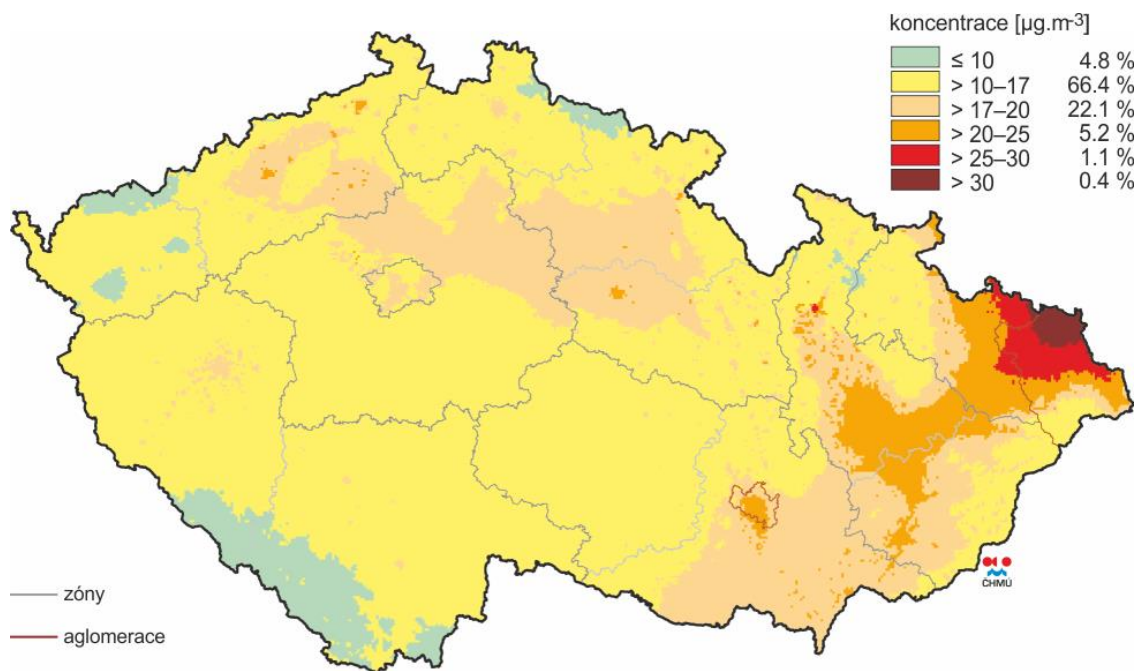 koncentrace [µg.m-³]
≤ 10 4.8 %
> 10–17 66.4 %
> 17–20 22.1 %
> 20–25 5.2 %
> 25–30 1.1 %
> 30 0.4 %
ČHMÚ
zóny
aglomerace